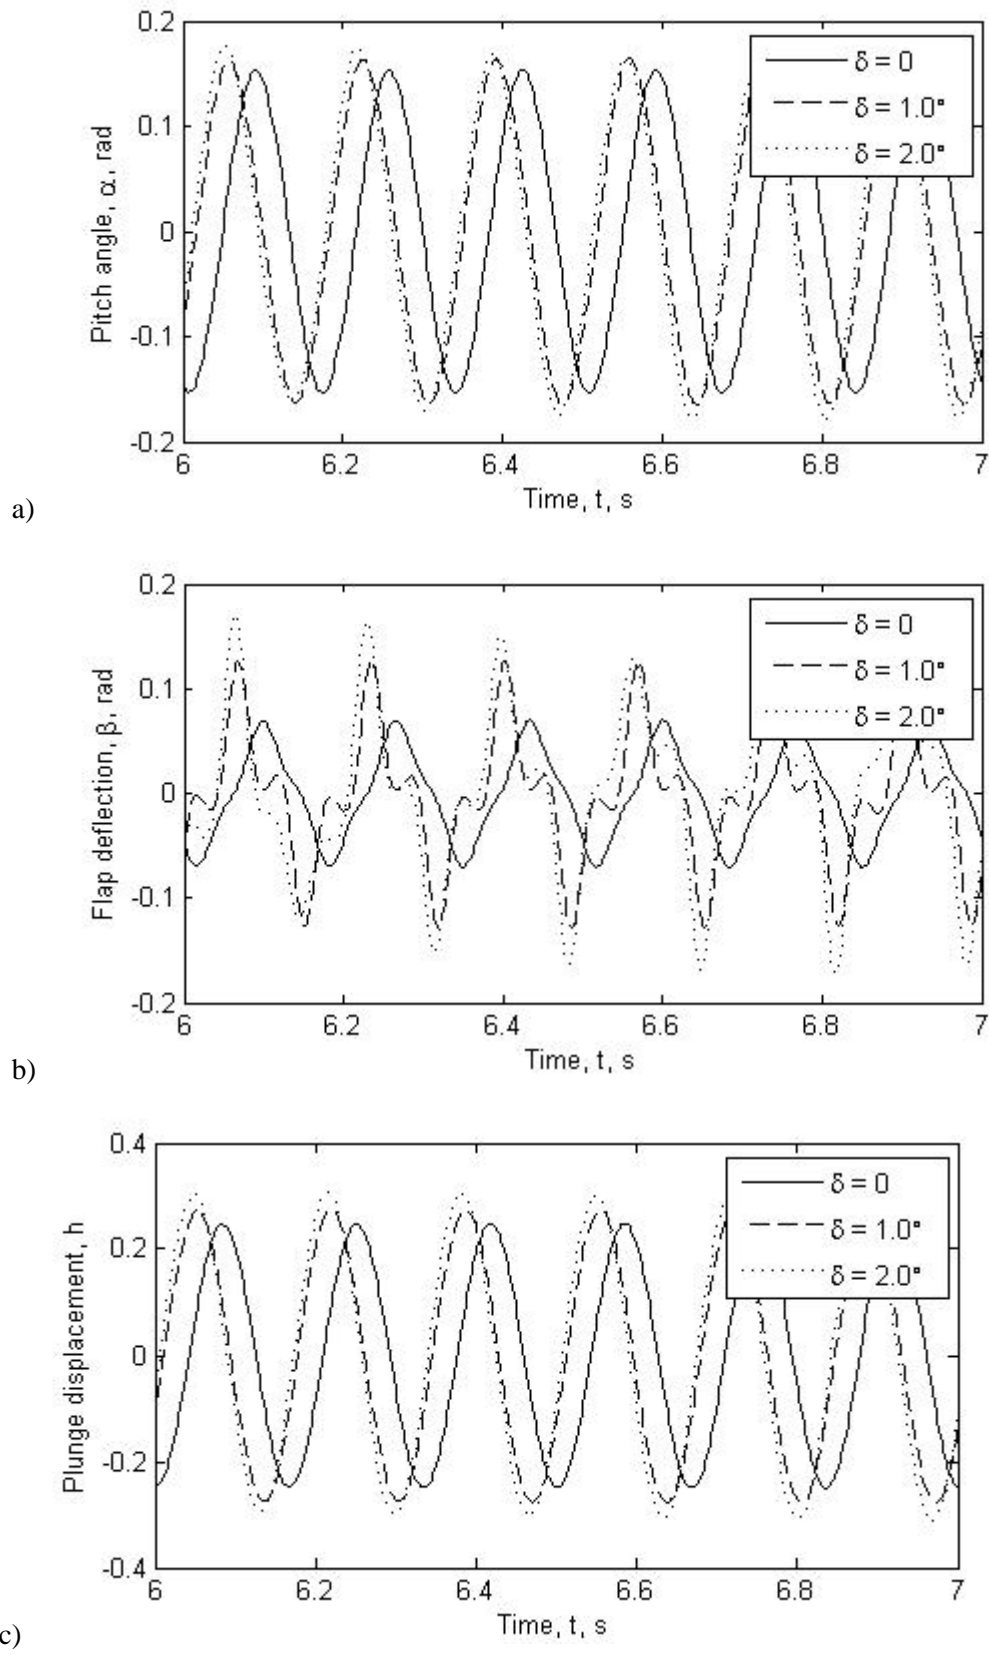 0.2
0.1
0
-0.1
-0.2
Pitch angle, α, rad
δ = 0
δ = 1.0°
δ = 2.0°
6 6.2 6.4 6.6 6.8 7
Time, t, s
a)
0.2
0.1
0
-0.1
-0.2
Flap deflection, β, rad
δ = 0
δ = 1.0°
δ = 2.0°
6 6.2 6.4 6.6 6.8 7
Time, t, s
b)
0.4
0.2
0
-0.2
-0.4
Plunge displacement, h
δ = 0
δ = 1.0°
δ = 2.0°
6 6.2 6.4 6.6 6.8 7
Time, t, s
c)